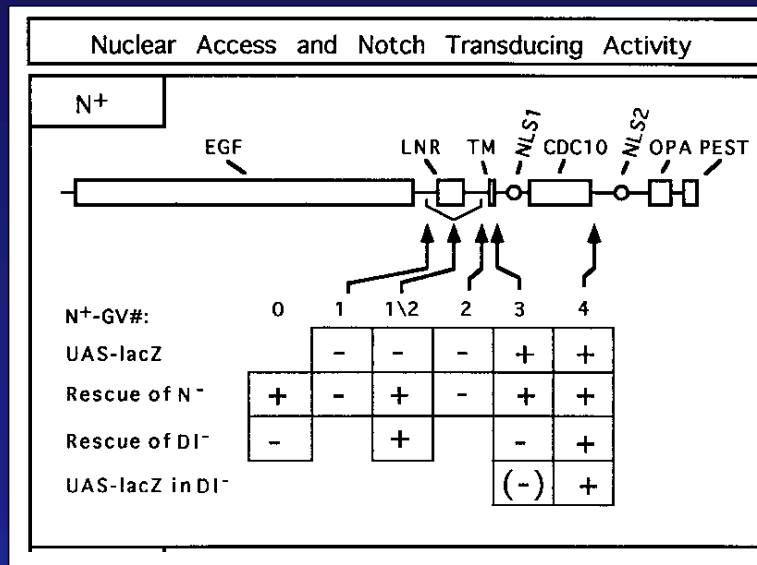 Nuclear Access and Notch Transducing Activity
N+
EGF LNR TM NLS1 CDC10 NLS2 OPA PEST
N+-GV#: 0 1 1\2 2 3 4
UAS-lacZ - - - + +
Rescue of N- + - + - + +
Rescue of Dl- - + - +
UAS-lacZ in Dl- (-) +